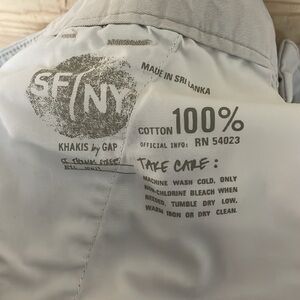 SF/NY
KHAKIS by GAP
MADE IN SRI LANKA
COTTON 100%
OFFICIAL INFO: RN 54023
TAKE CARE:
MACHINE WASH COLD. ONLY
NON-CHLORINE BLEACH WHEN
NEEDED. TUMBLE DRY LOW.
WARM IRON OR DRY CLEAN.